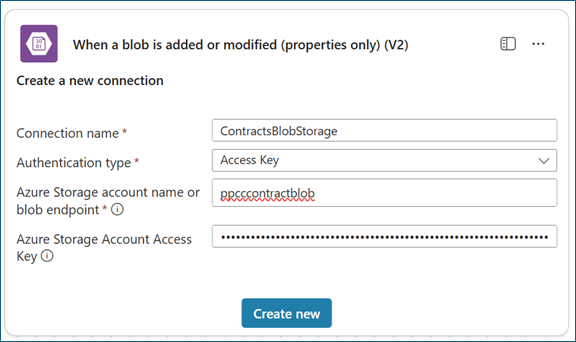 When a blob is added or modified (properties only) (V2)
Create a new connection
Connection name *
ContractsBlobStorage
Authentication type *
Access Key
Azure Storage account name or
blob endpoint *
ppcccontractblob
Azure Storage Account Access
Key
Create new